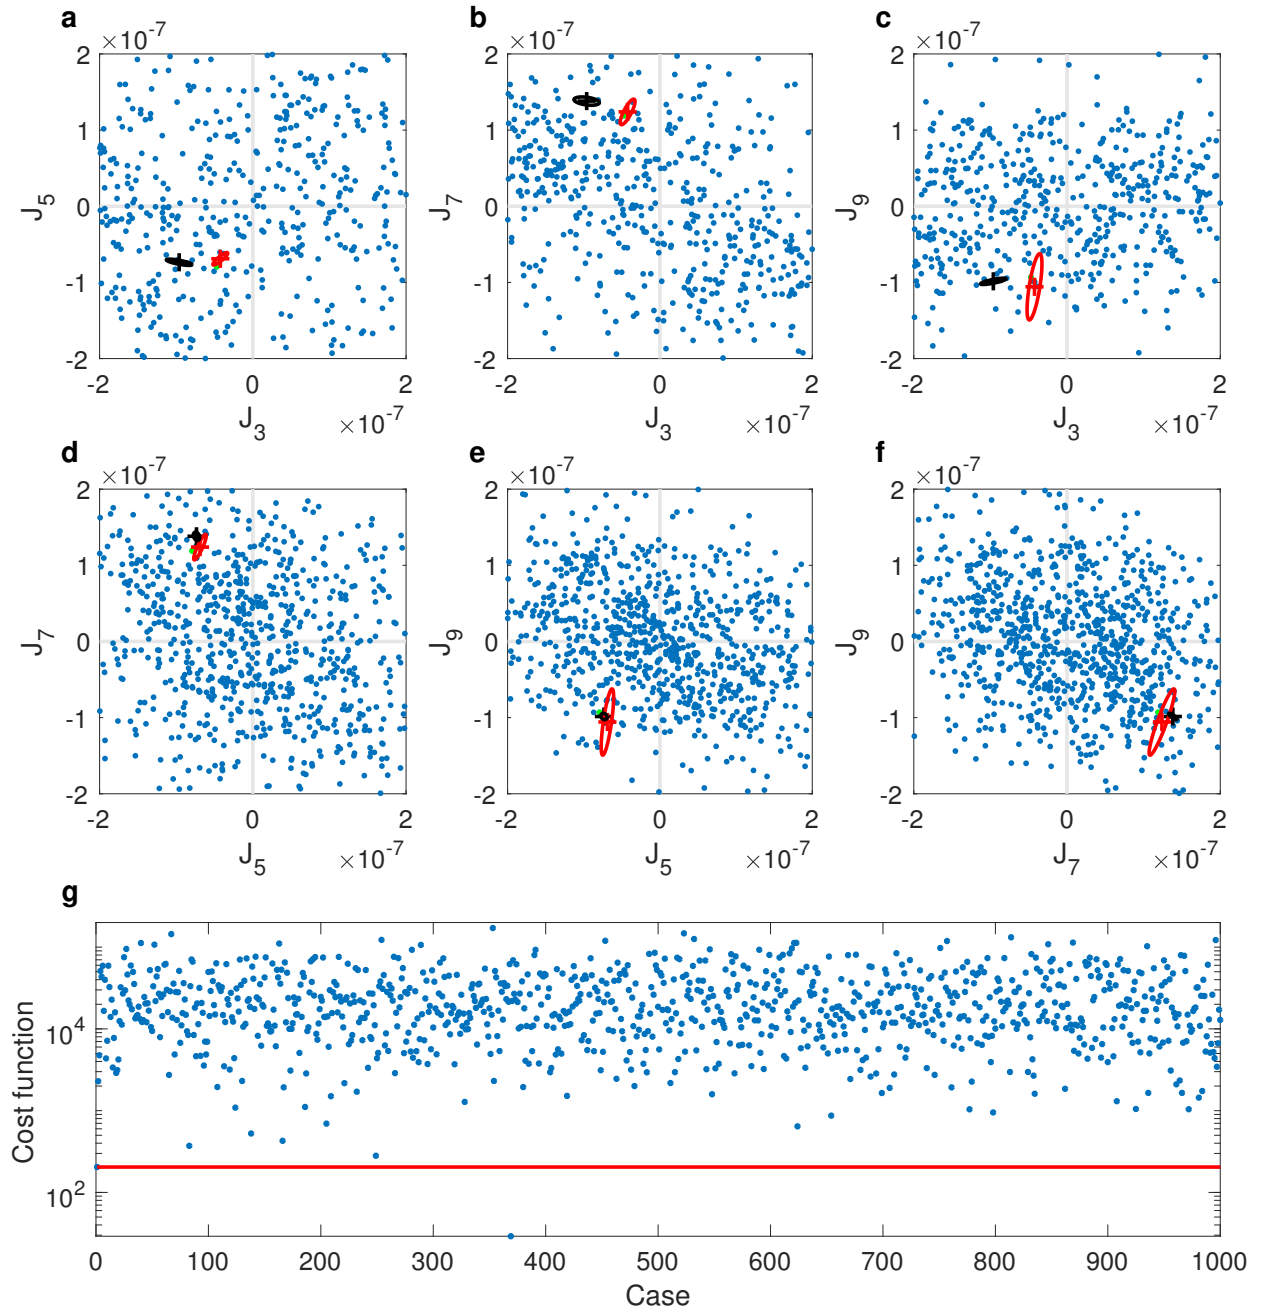 a b c
×10⁻⁷ ×10⁻⁷ ×10⁻⁷
2 2 2
1 1 1
J₅ 0 J₇ 0 J₉ 0
-1 -1 -1
-2 -2 -2
-2 0 2 -2 0 2 -2 0 2
J₃ ×10⁻⁷ J₃ ×10⁻⁷ J₃ ×10⁻⁷
d e f
×10⁻⁷ ×10⁻⁷ ×10⁻⁷
2 2 2
1 1 1
J₇ 0 J₉ 0 J₉ 0
-1 -1 -1
-2 -2 -2
-2 0 2 -2 0 2 -2 0 2
J₅ ×10⁻⁷ J₅ ×10⁻⁷ J₇ ×10⁻⁷
g
Cost function
10⁴
10²
0 100 200 300 400 500 600 700 800 900 1000
Case